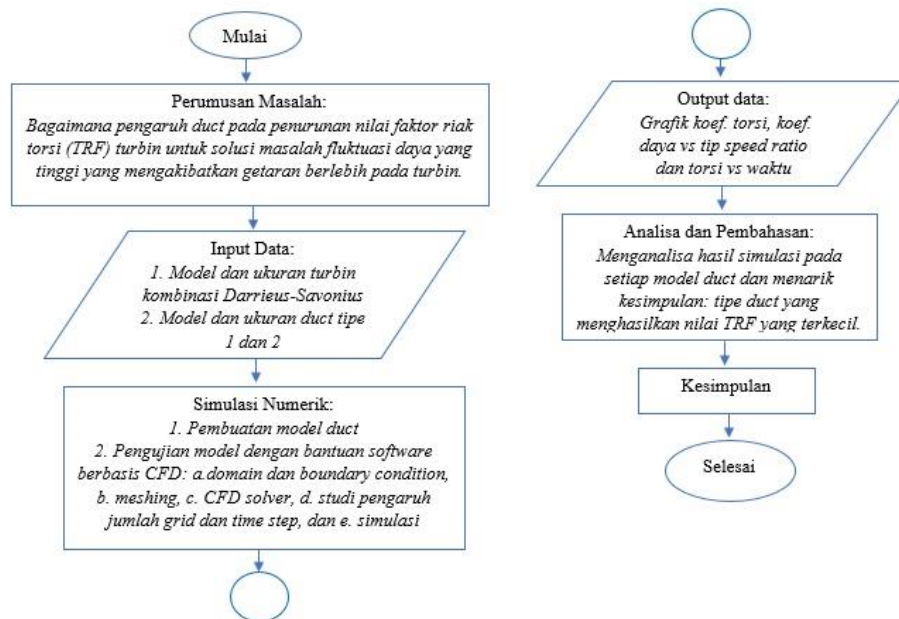 Mulai
Perumusan Masalah:
Bagaimana pengaruh duct pada penurunan nilai faktor riak
torsi (TRF) turbin untuk solusi masalah fluktuasi daya yang
tinggi yang mengakibatkan getaran berlebih pada turbin.
Input Data:
1. Model dan ukuran turbin
kombinasi Darrieus-Savonius
2. Model dan ukuran duct tipe
1 dan 2
Simulasi Numerik:
1. Pembuatan model duct
2. Pengujian model dengan bantuan software
berbasis CFD: a.domain dan boundary condition,
b. meshing, c. CFD solver, d. studi pengaruh
jumlah grid dan time step, dan e. simulasi
Output data:
Grafik koef. torsi, koef.
daya vs tip speed ratio
dan torsi vs waktu
Analisa dan Pembahasan:
Menganalisa hasil simulasi pada
setiap model duct dan menarik
kesimpulan: tipe duct yang
menghasilkan nilai TRF yang terkecil.
Kesimpulan
Selesai